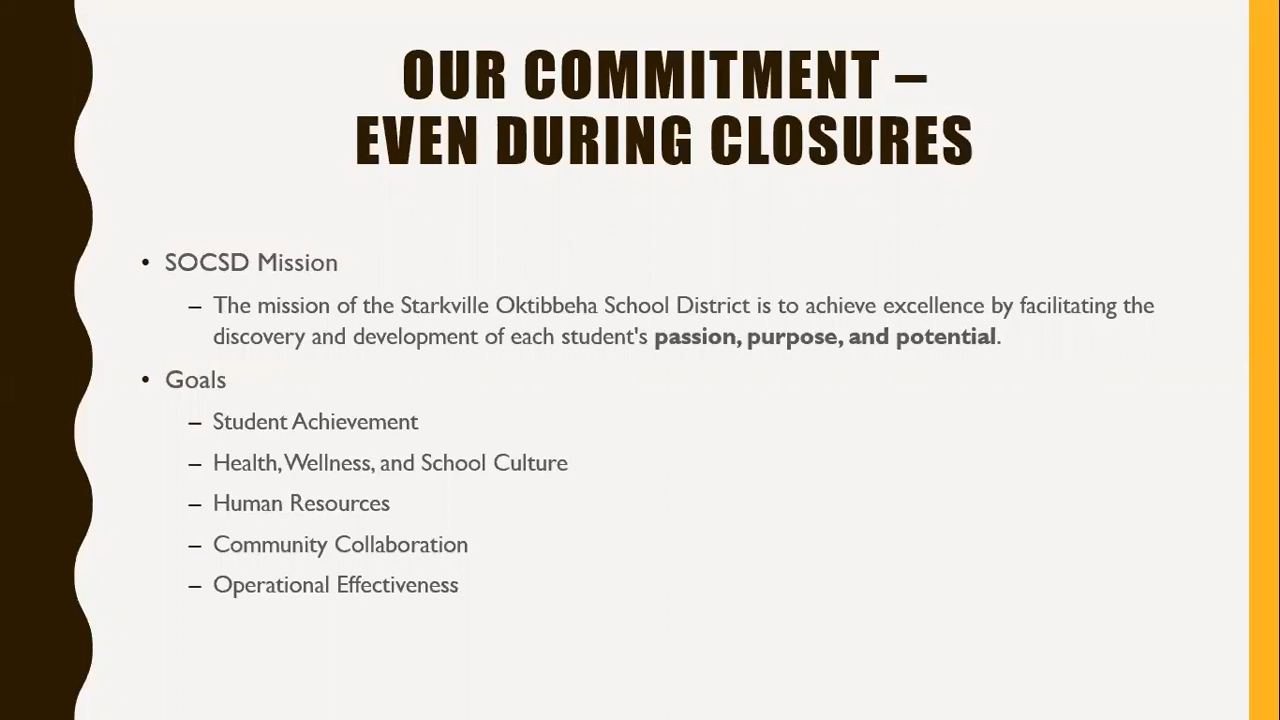 OUR COMMITMENT –
EVEN DURING CLOSURES
• SOCSD Mission
– The mission of the Starkville Oktibbeha School District is to achieve excellence by facilitating the
discovery and development of each student's passion, purpose, and potential.
• Goals
– Student Achievement
– Health, Wellness, and School Culture
– Human Resources
– Community Collaboration
– Operational Effectiveness